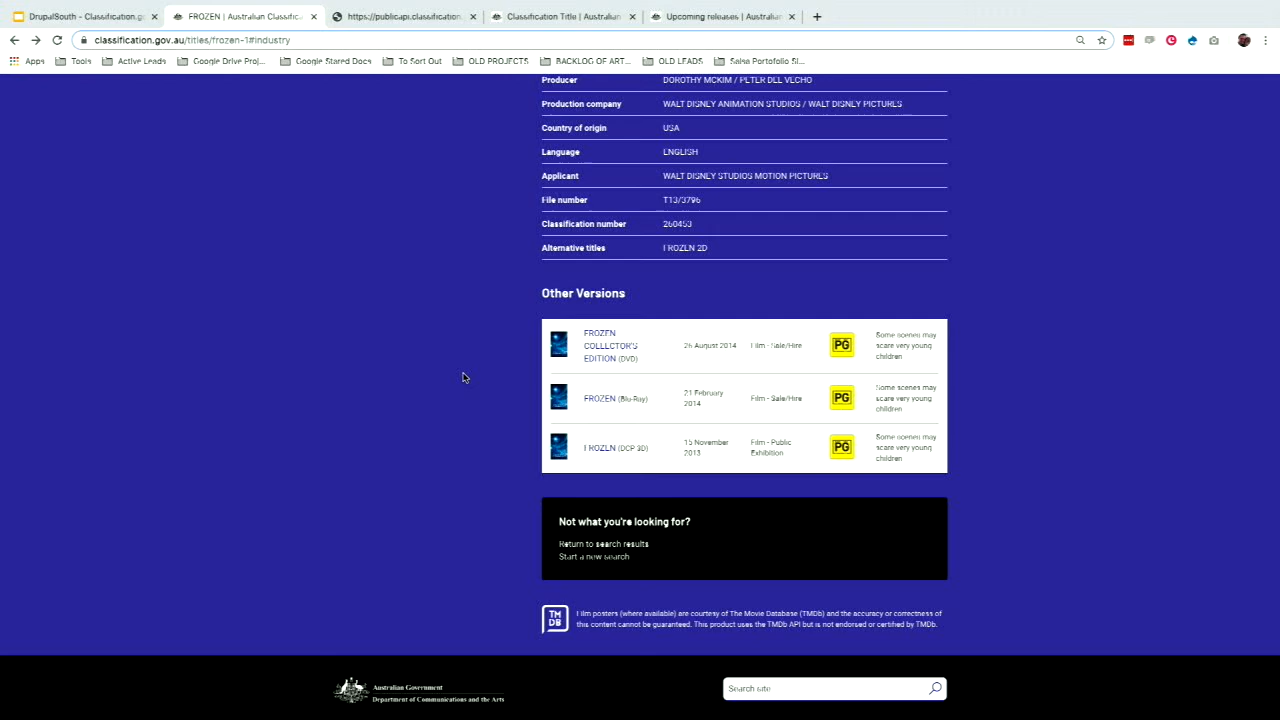 DrupalSouth - Classification.g
FROZEN | Australian Classific
https://publicapi.classification
Classification Title | Australian
Upcoming releases | Australian
classification.gov.au/titles/frozen-1#industry
Apps
Tools
Active Leads
Google Drive Proj...
Google Stared Docs
To Sort Out
OLD PROJECTS
BACKLOG OF ART...
OLD LEADS
Salsa Portofolio Sl...
Producer DOROTHY MCKIM / PETER DEL VECHO
Production company WALT DISNEY ANIMATION STUDIOS / WALT DISNEY PICTURES
Country of origin USA
Language ENGLISH
Applicant WALT DISNEY STUDIOS MOTION PICTURES
File number T13/3796
Classification number 260453
Alternative titles FROZEN 2D
Other Versions
FROZEN
COLLECTOR'S
EDITION (DVD)
26 August 2014
Film - Sale/Hire
PG
Some scenes may
scare very young
children
FROZEN (Blu-Ray)
21 February
2014
Film - Sale/Hire
PG
Some scenes may
scare very young
children
FROZEN (DCP 3D)
15 November
2013
Film - Public
Exhibition
PG
Some scenes may
scare very young
children
Not what you're looking for?
Return to search results
Start a new search
TM
DB
Film posters (where available) are courtesy of The Movie Database (TMDb) and the accuracy or correctness of
this content cannot be guaranteed. This product uses the TMDb API but is not endorsed or certified by TMDb.
Australian Government
Department of Communications and the Arts
Search site